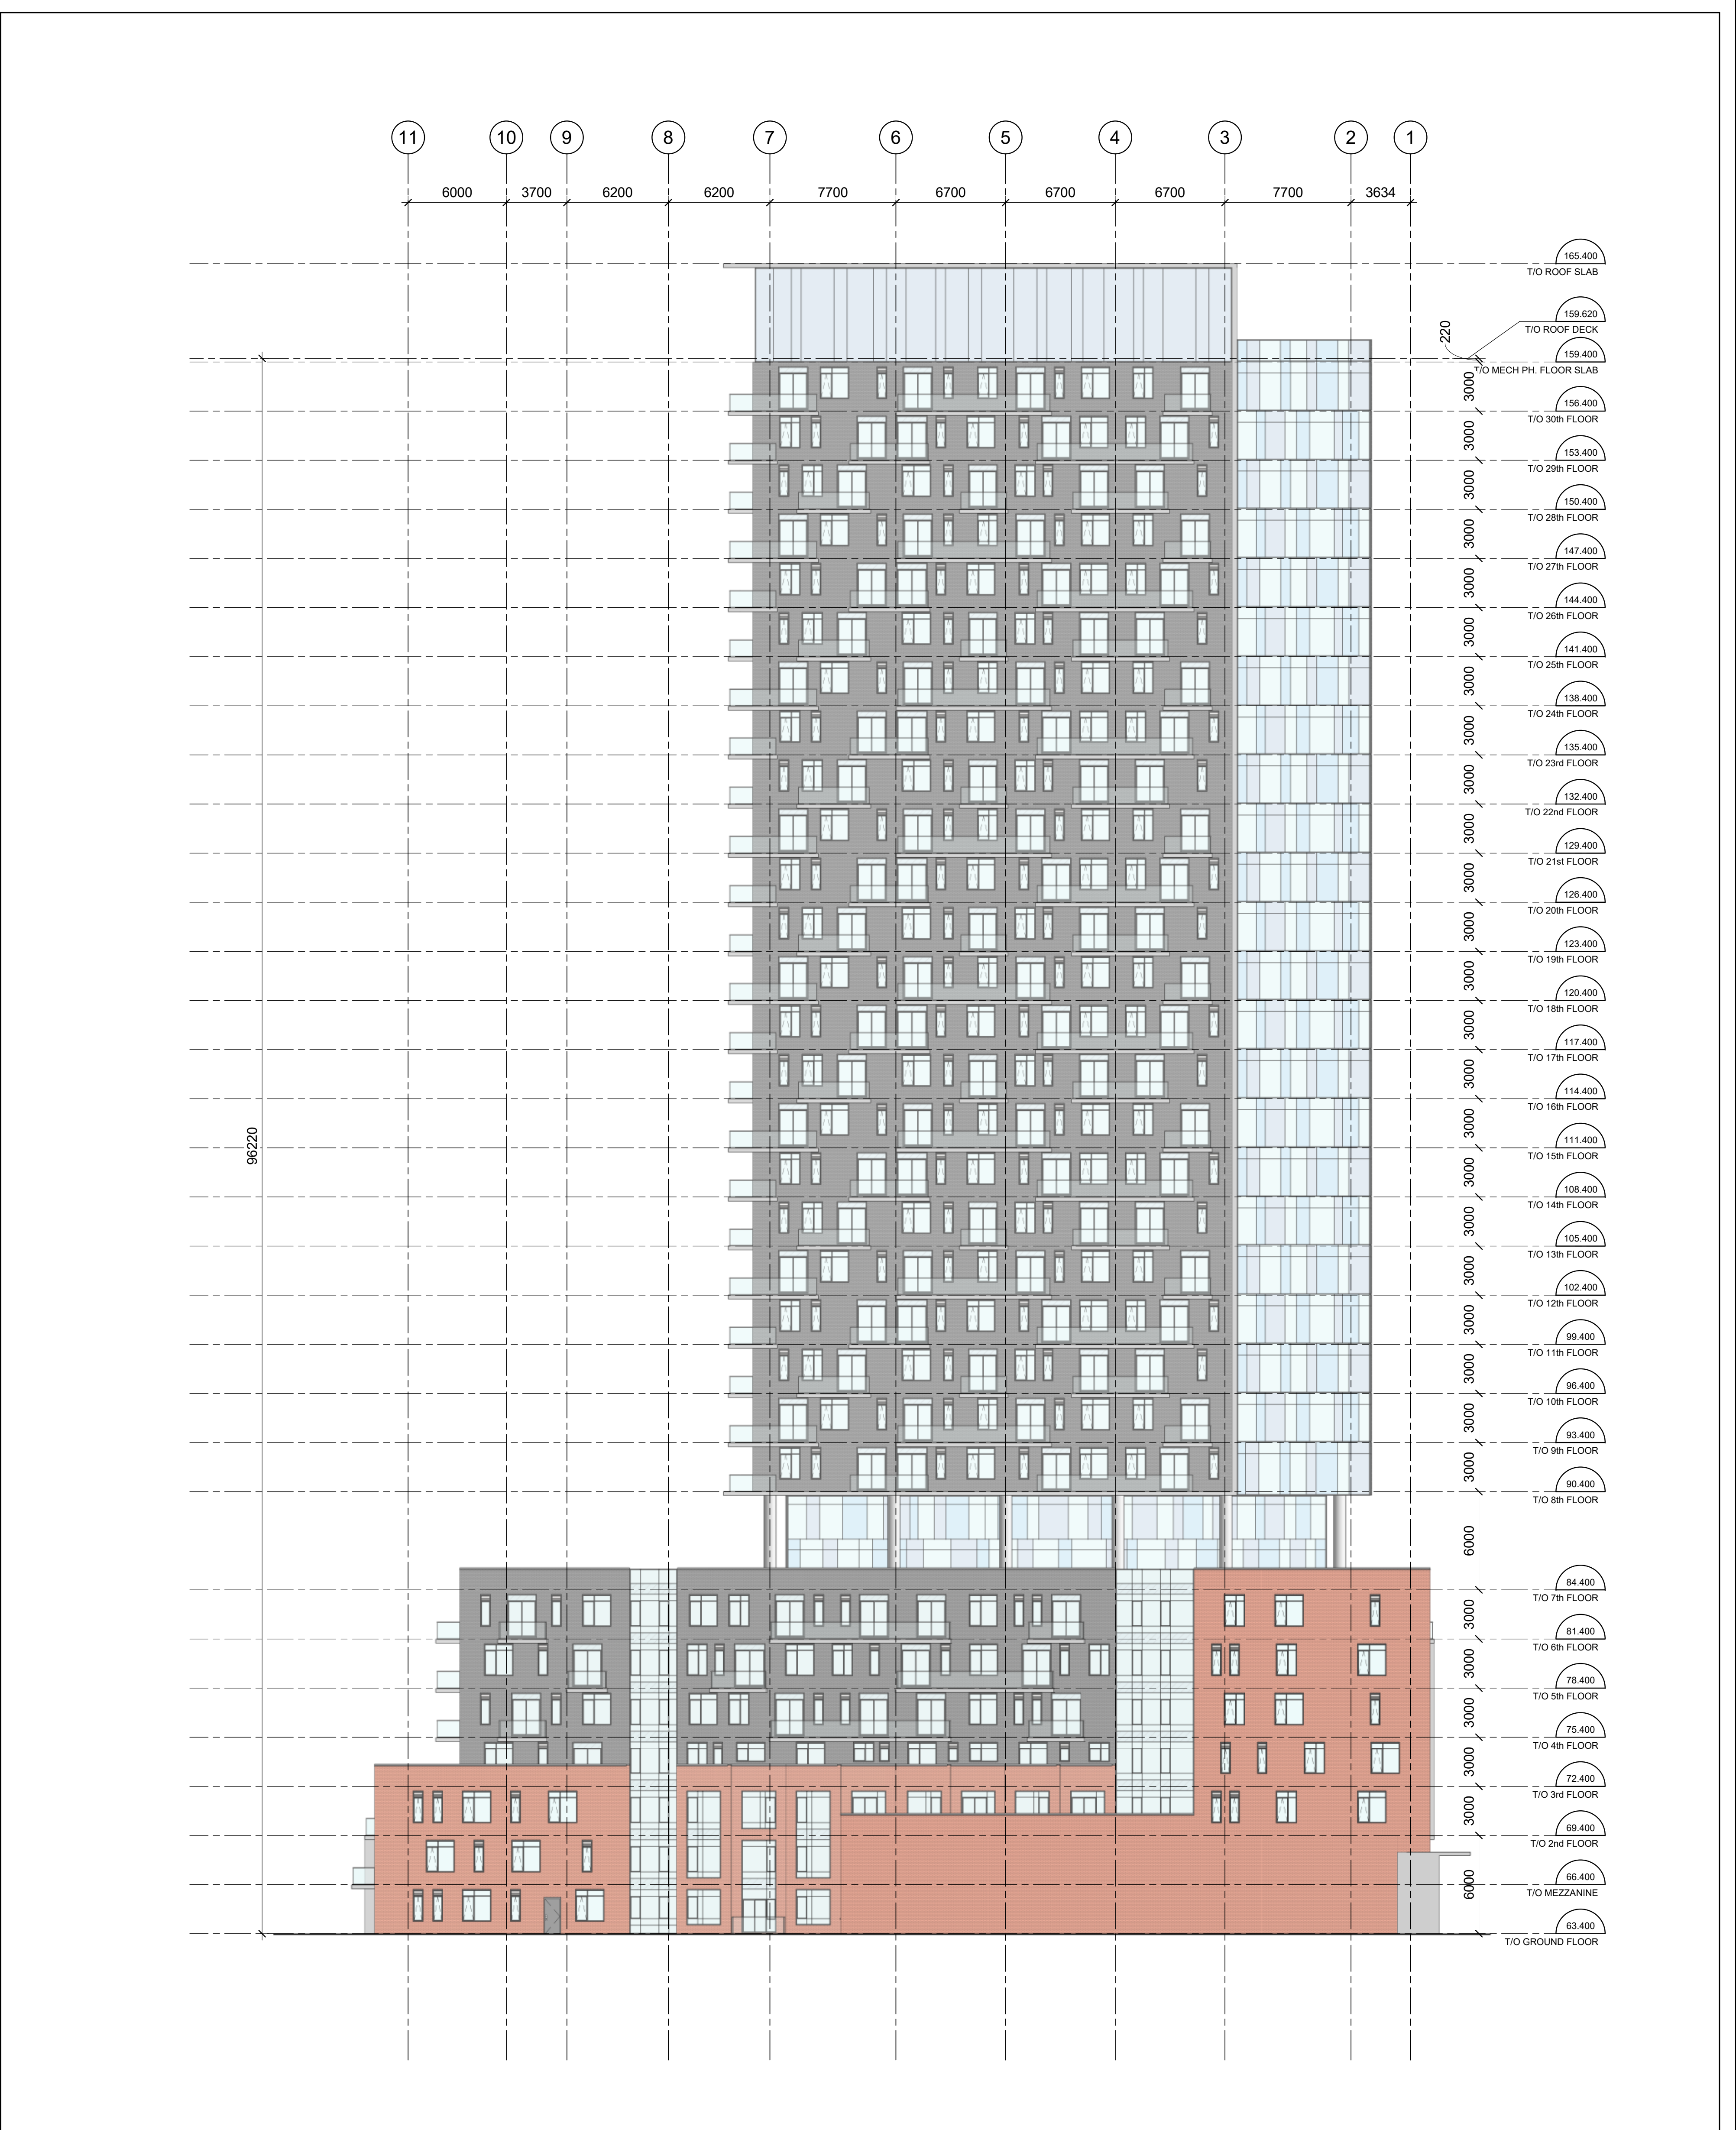 11 10 9 8 7 6 5 4 3 2 1
6000 3700 6200 6200 7700 6700 6700 6700 7700 3634
165.400
T/O ROOF SLAB
159.620
T/O ROOF DECK
220
159.400
T/O MECH PH. FLOOR SLAB
3000
156.400
T/O 30th FLOOR
3000
153.400
T/O 29th FLOOR
3000
150.400
T/O 28th FLOOR
3000
147.400
T/O 27th FLOOR
3000
144.400
T/O 26th FLOOR
3000
141.400
T/O 25th FLOOR
3000
138.400
T/O 24th FLOOR
3000
135.400
T/O 23rd FLOOR
3000
132.400
T/O 22nd FLOOR
3000
129.400
T/O 21st FLOOR
3000
126.400
T/O 20th FLOOR
3000
123.400
T/O 19th FLOOR
3000
120.400
T/O 18th FLOOR
3000
117.400
T/O 17th FLOOR
3000
114.400
T/O 16th FLOOR
3000
96220
111.400
T/O 15th FLOOR
3000
108.400
T/O 14th FLOOR
3000
105.400
T/O 13th FLOOR
3000
102.400
T/O 12th FLOOR
3000
99.400
T/O 11th FLOOR
3000
96.400
T/O 10th FLOOR
3000
93.400
T/O 9th FLOOR
3000
90.400
T/O 8th FLOOR
6000
84.400
T/O 7th FLOOR
3000
81.400
T/O 6th FLOOR
3000
78.400
T/O 5th FLOOR
3000
75.400
T/O 4th FLOOR
3000
72.400
T/O 3rd FLOOR
3000
69.400
T/O 2nd FLOOR
6000
66.400
T/O MEZZANINE
63.400
T/O GROUND FLOOR